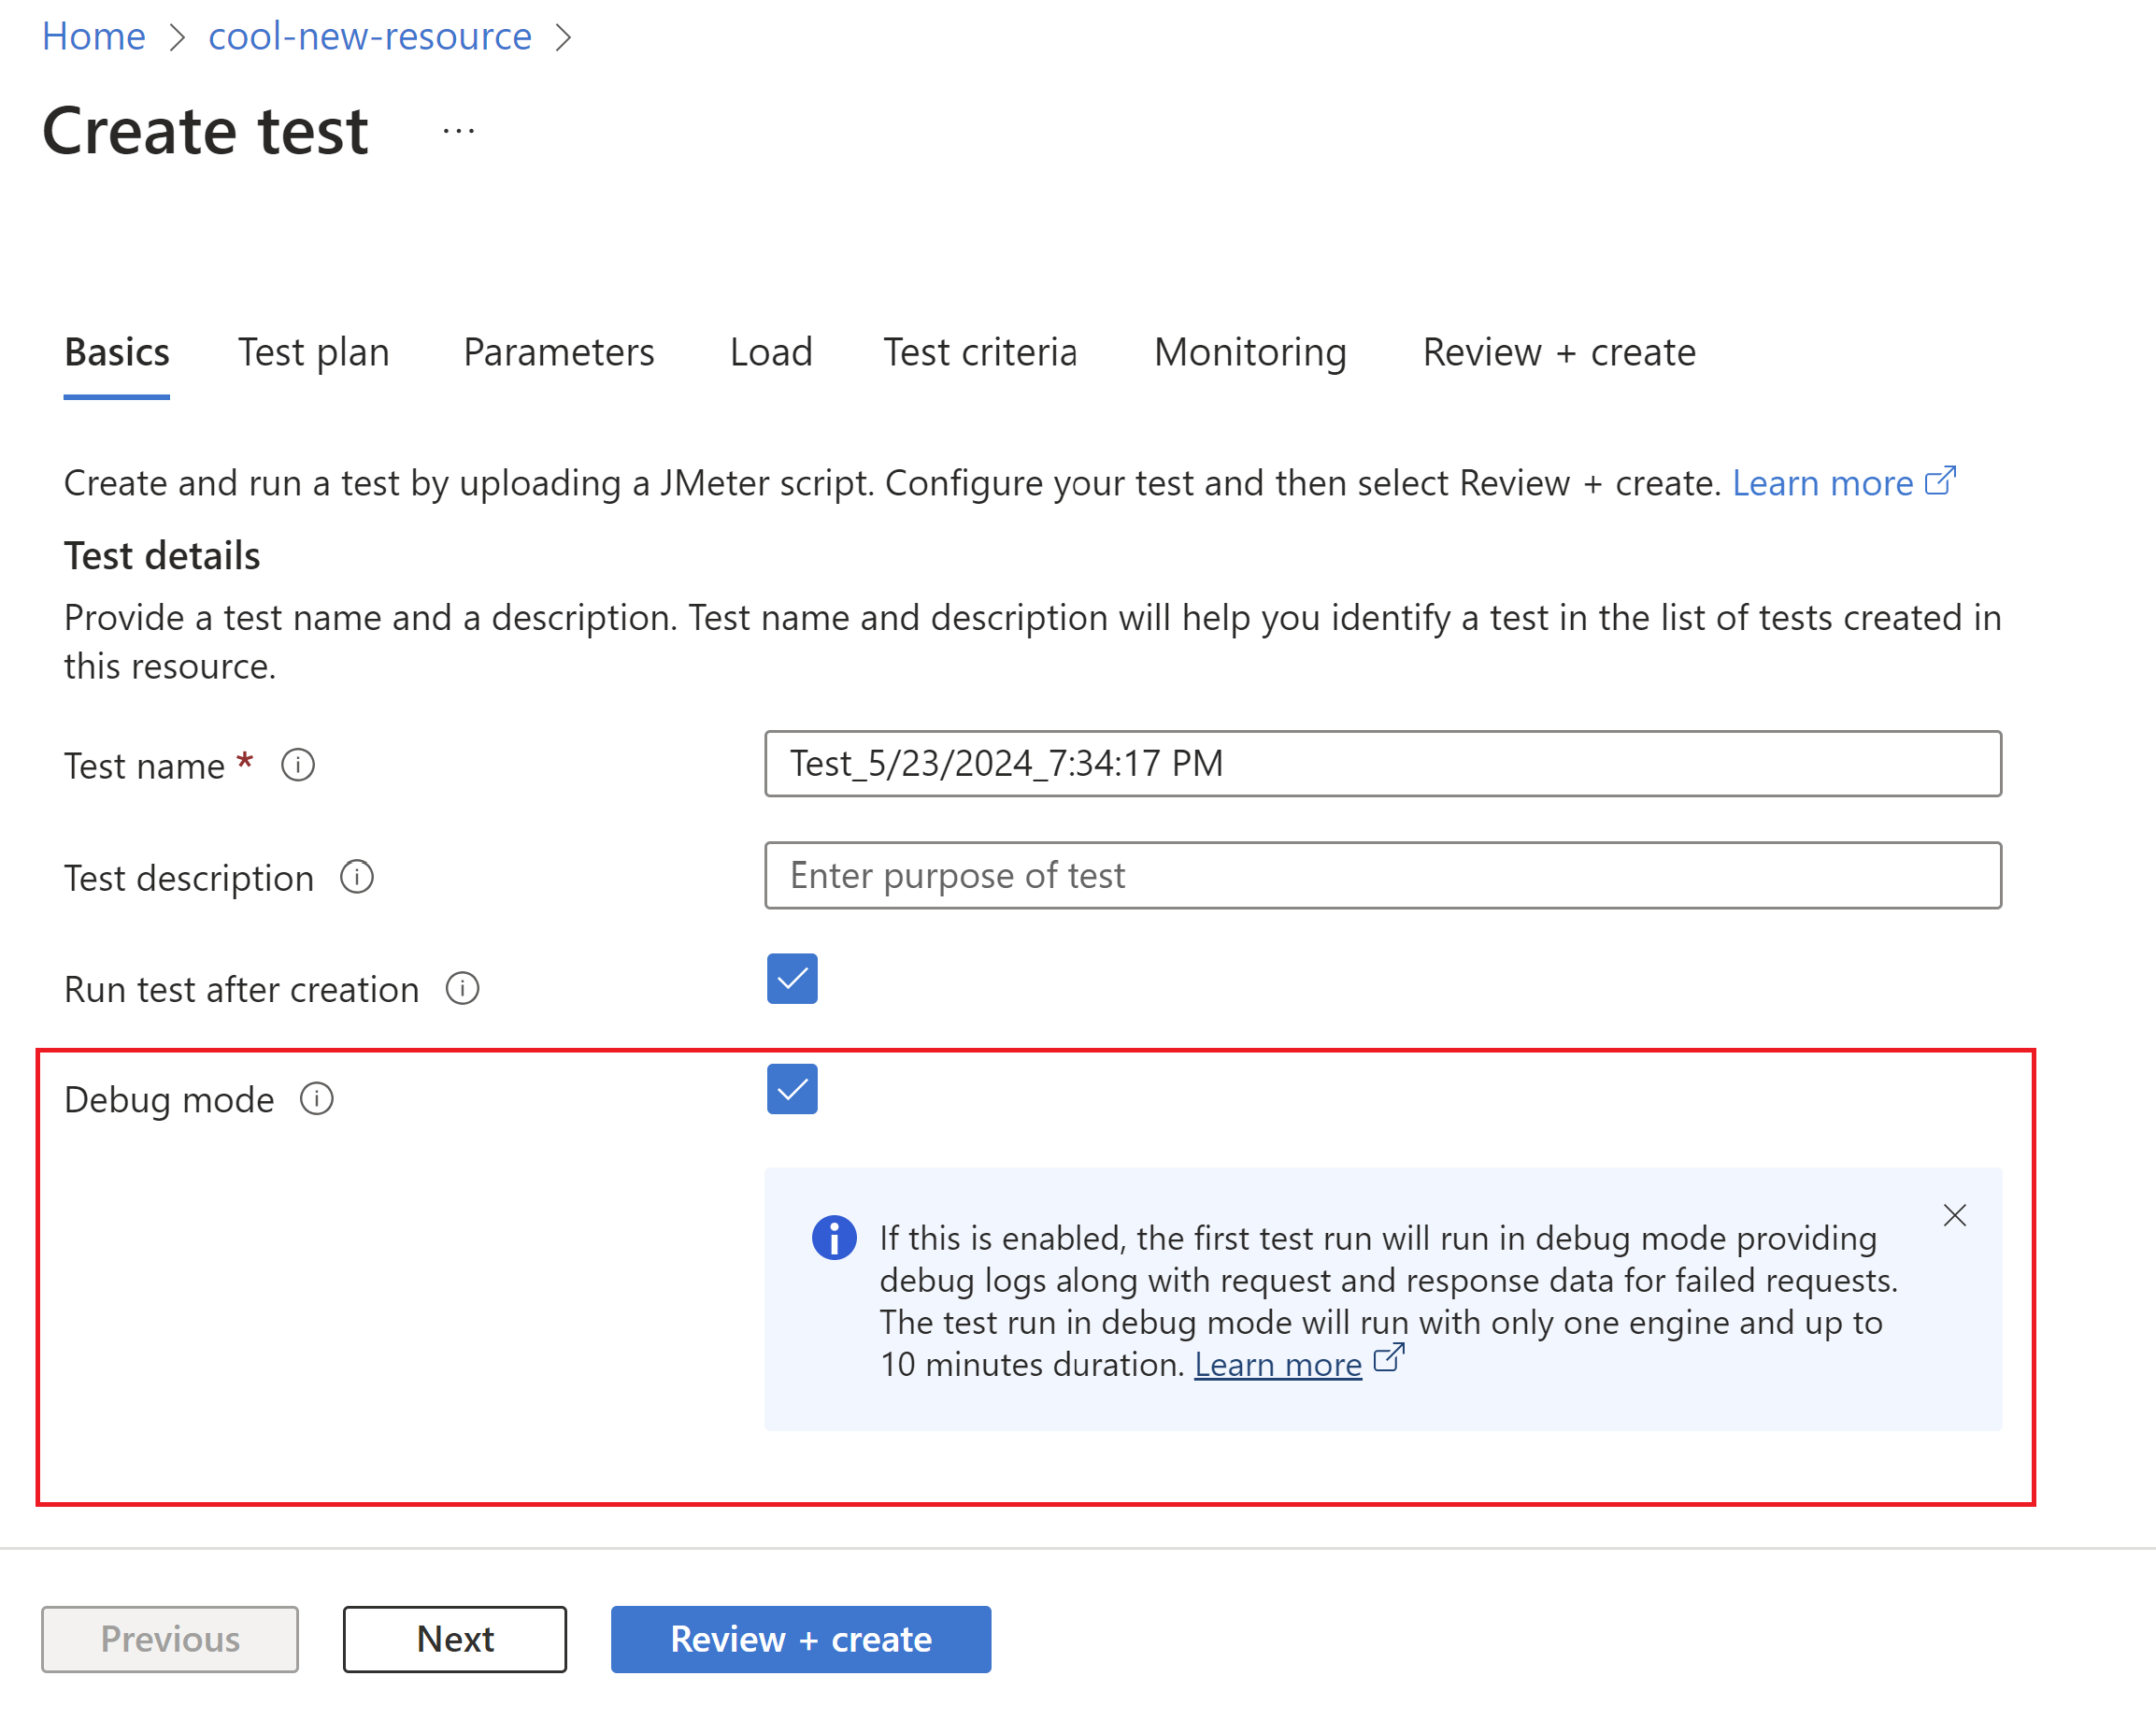 Home > cool-new-resource >
Create test ...
Basics Test plan Parameters Load Test criteria Monitoring Review + create
Create and run a test by uploading a JMeter script. Configure your test and then select Review + create. Learn more
Test details
Provide a test name and a description. Test name and description will help you identify a test in the list of tests created in
this resource.
Test name *
Test_5/23/2024_7:34:17 PM
Test description
Enter purpose of test
Run test after creation
Debug mode
If this is enabled, the first test run will run in debug mode providing
debug logs along with request and response data for failed requests.
The test run in debug mode will run with only one engine and up to
10 minutes duration. Learn more
Previous Next Review + create